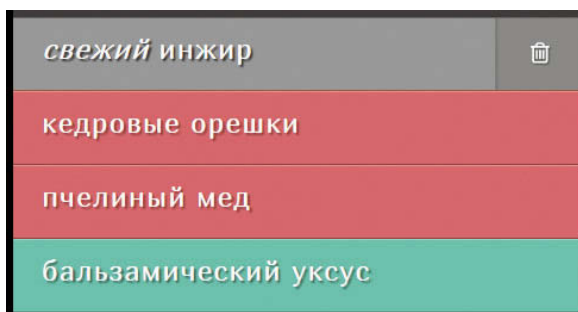 свежий инжир
кедровые орешки
пчелиный мед
бальзамический уксус